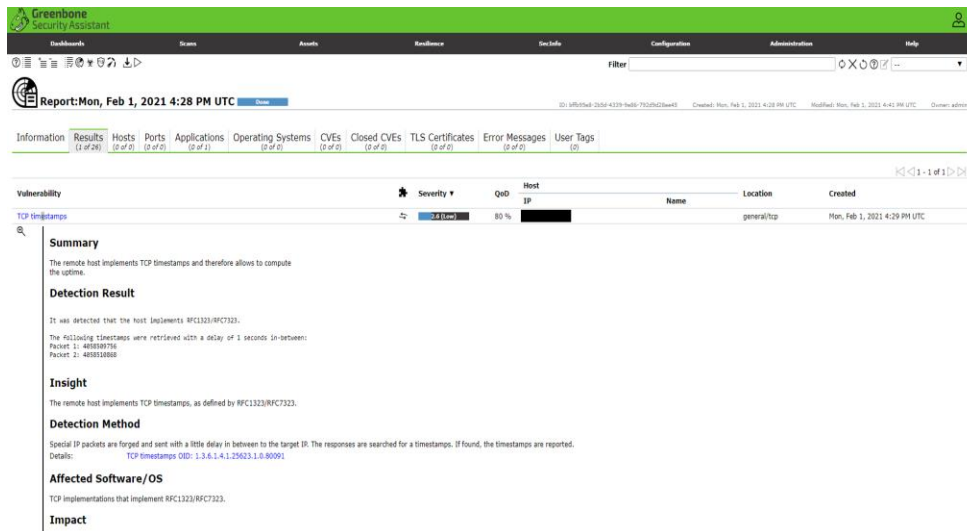 Greenbone
Security Assistant
Dashboards Scans Assets Resilience SecInfo Configuration Administration Help
Filter --
Report:Mon, Feb 1, 2021 4:28 PM UTC Done Created: Mon, Feb 1, 2021 4:28 PM UTC Modified: Mon, Feb 1, 2021 4:41 PM UTC Owner: admin
Information Results Hosts Ports Applications Operating Systems CVEs Closed CVEs TLS Certificates Error Messages User Tags
(1 of 26) (0 of 0) (0 of 0) (0 of 1) (0 of 0) (0 of 0) (0 of 0) (0 of 0) (0 of 0) (0)
1 - 1 of 1
Vulnerability Severity ▼ QoD Host Location Created
IP Name
TCP timestamps 2.6 (Low) 80 % general/tcp Mon, Feb 1, 2021 4:29 PM UTC
Summary
The remote host implements TCP timestamps and therefore allows to compute
the uptime.
Detection Result
It was detected that the host implements RFC1323/RFC7323.
The following timestamps were retrieved with a delay of 1 seconds in-between:
Packet 1: 4058509756
Packet 2: 4058510868
Insight
The remote host implements TCP timestamps, as defined by RFC1323/RFC7323.
Detection Method
Special IP packets are forged and sent with a little delay in between to the target IP. The responses are searched for a timestamps. If found, the timestamps are reported.
Details: TCP timestamps OID: 1.3.6.1.4.1.25623.1.0.80091
Affected Software/OS
TCP implementations that implement RFC1323/RFC7323.
Impact